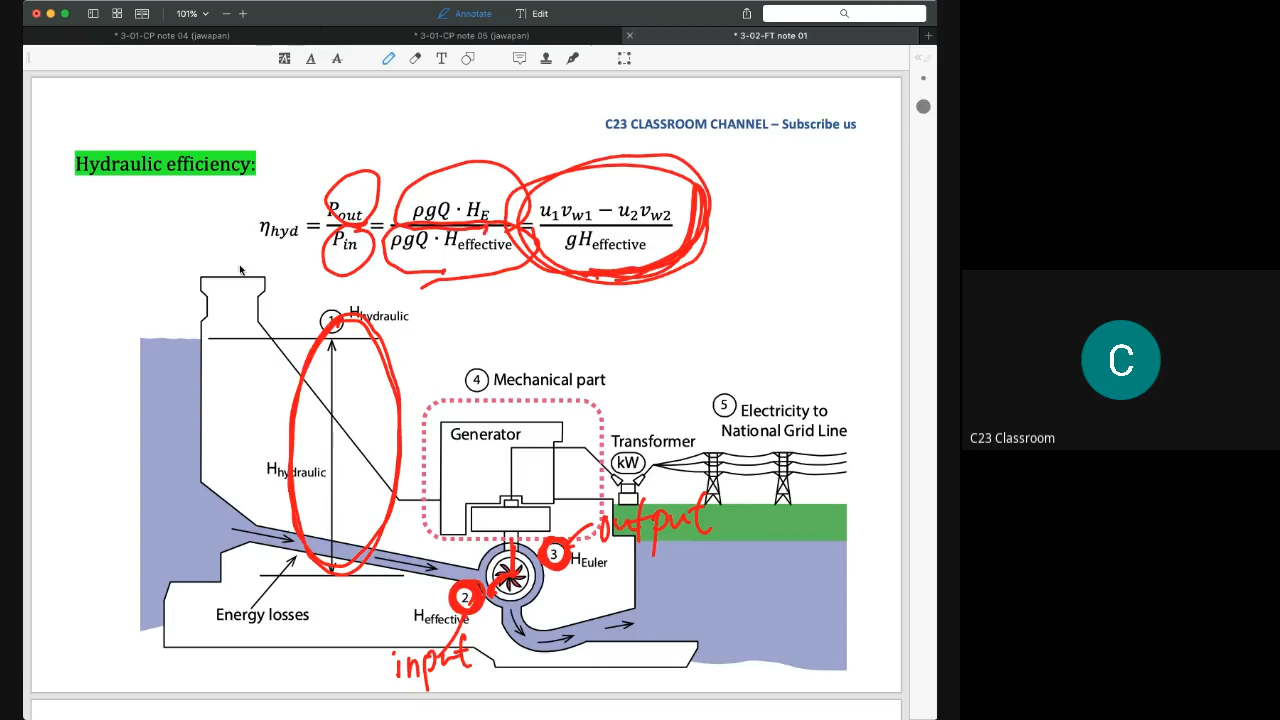 101%
Annotate
Edit
* 3-01-CP note 04 (jawapan)
* 3-01-CP note 05 (jawapan)
* 3-02-FT note 01
C23 CLASSROOM CHANNEL – Subscribe us
Hydraulic efficiency:
η_hyd = P_out / P_in = ρgQ · H_E / ρgQ · H_effective = u₁v_w1 − u₂v_w2 / gH_effective
1 H_hydraulic
4 Mechanical part
5 Electricity to
National Grid Line
Generator
Transformer
kW
H_hydraulic
output
3 H_Euler
2
Energy losses
H_effective
input
C
C23 Classroom